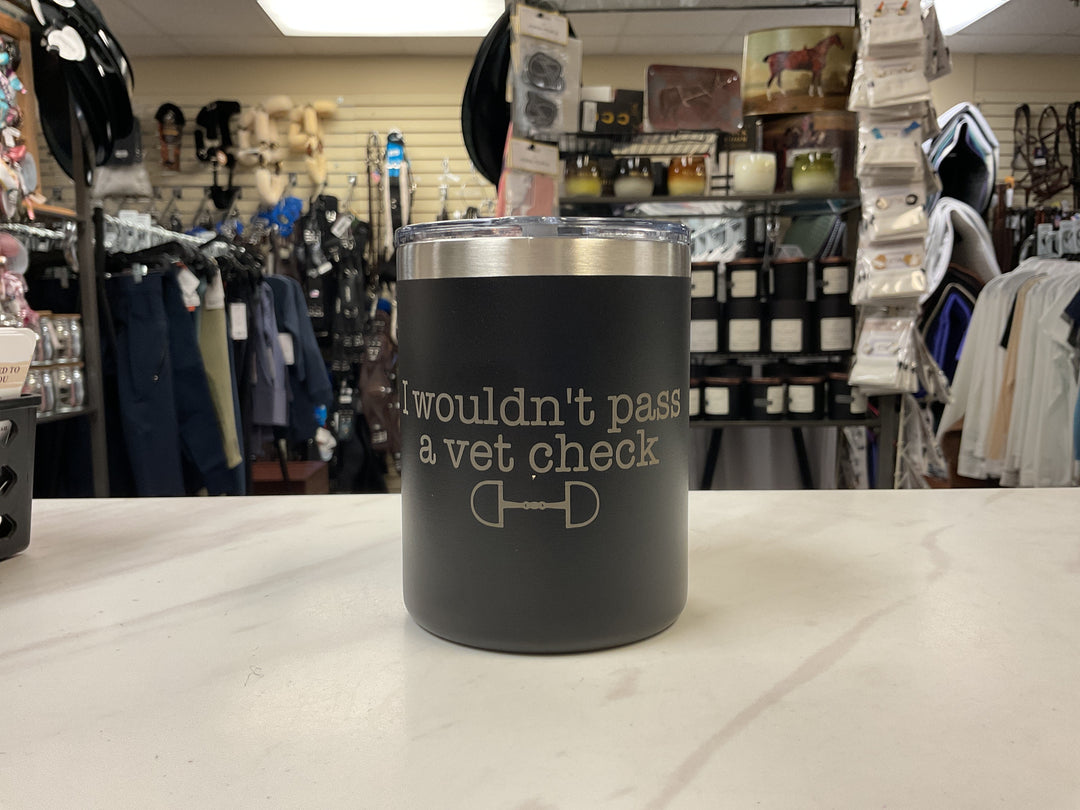 I wouldn't pass
a vet check